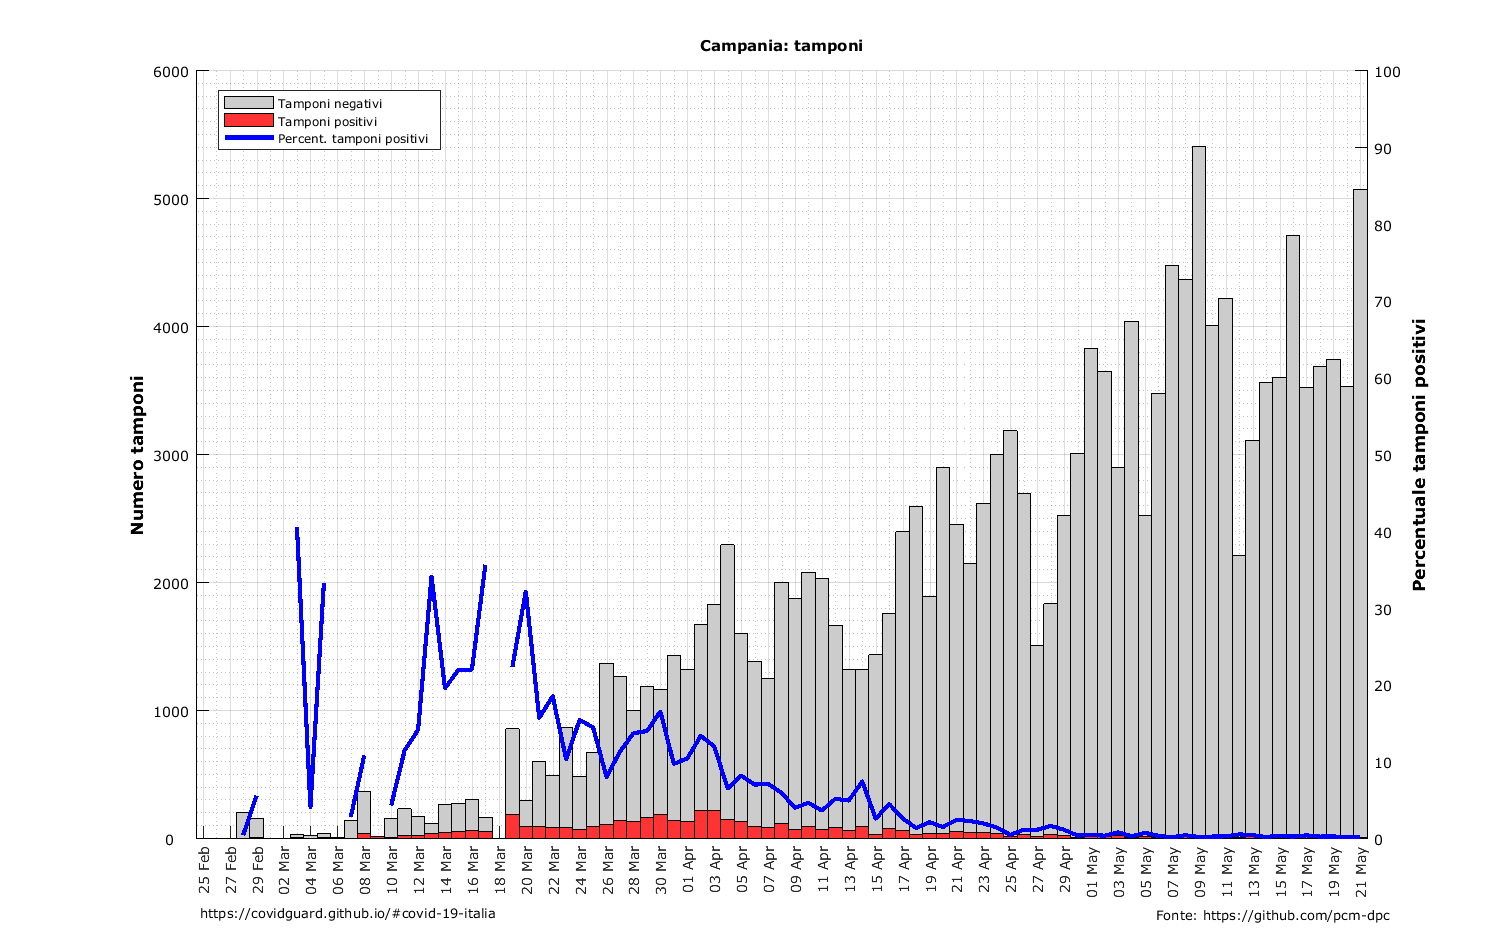 Campania: tamponi
6000
5000
4000
3000
2000
1000
0
Numero tamponi
Tamponi negativi
Tamponi positivi
Percent. tamponi positivi
100
90
80
70
60
50
40
30
20
10
0
Percentuale tamponi positivi
25 Feb
27 Feb
29 Feb
02 Mar
04 Mar
06 Mar
08 Mar
10 Mar
12 Mar
14 Mar
16 Mar
18 Mar
20 Mar
22 Mar
24 Mar
26 Mar
28 Mar
30 Mar
01 Apr
03 Apr
05 Apr
07 Apr
09 Apr
11 Apr
13 Apr
15 Apr
17 Apr
19 Apr
21 Apr
23 Apr
25 Apr
27 Apr
29 Apr
01 May
03 May
05 May
07 May
09 May
11 May
13 May
15 May
17 May
19 May
21 May
https://covidguard.github.io/#covid-19-italia
Fonte: https://github.com/pcm-dpc